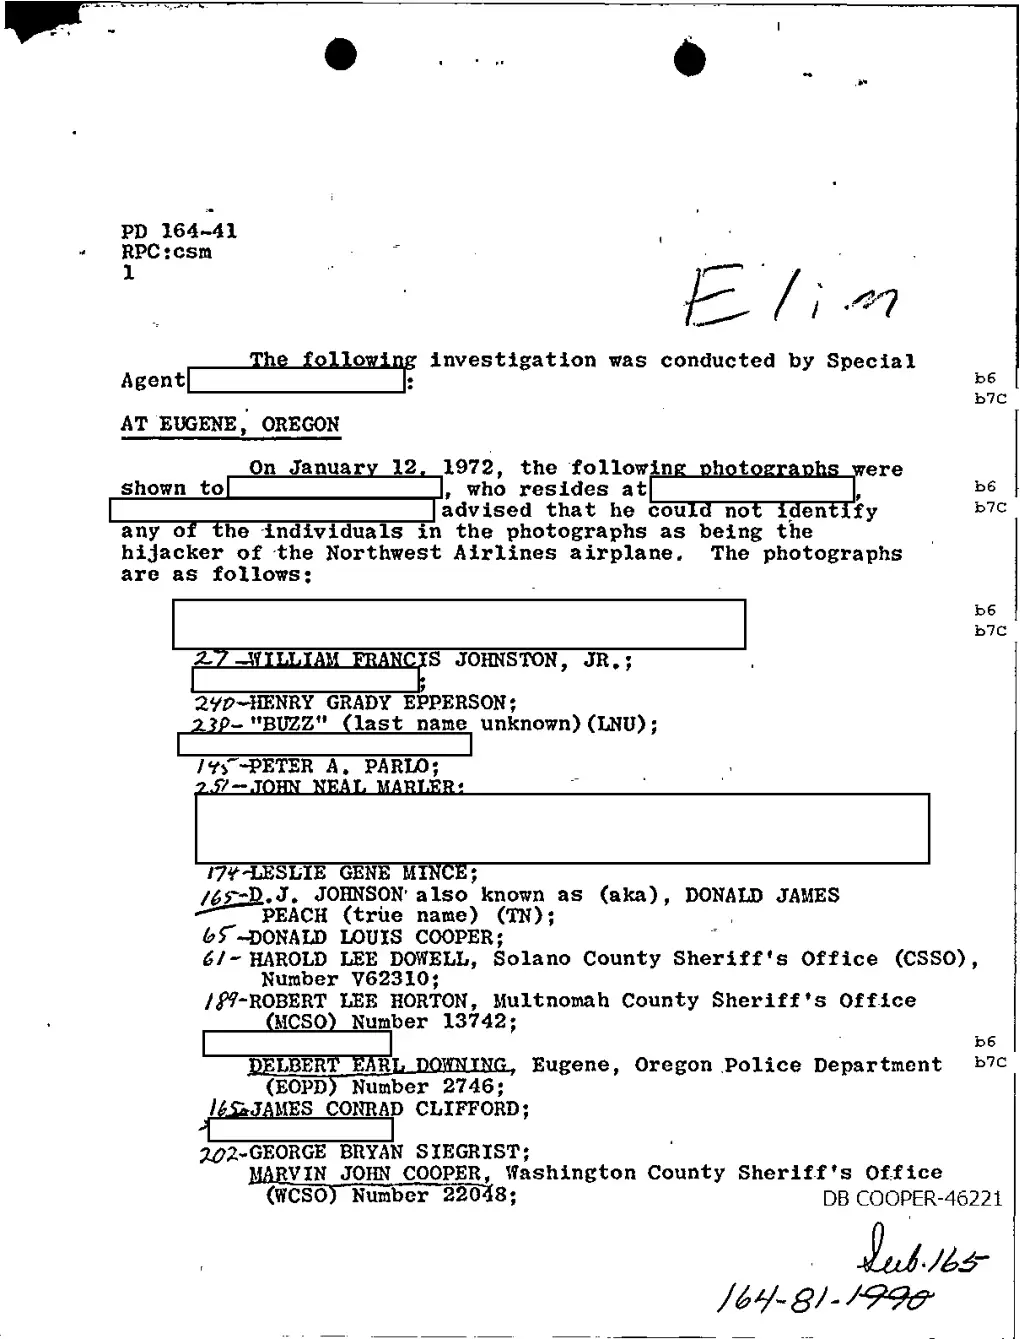 PD 164-41
RPC:csm
1
Elim
The following investigation was conducted by Special
Agent :
b6
b7C
AT EUGENE, OREGON
On January 12, 1972, the following photographs were
shown to , who resides at ,
b6
advised that he could not identify
b7C
any of the individuals in the photographs as being the
hijacker of the Northwest Airlines airplane. The photographs
are as follows:
b6
b7C
27-WILLIAM FRANCIS JOHNSTON, JR.;
;
240-HENRY GRADY EPPERSON;
239- "BUZZ" (last name unknown)(LNU);
145-PETER A. PARLO;
251-JOHN NEAL MARLER;
174-LESLIE GENE MINCE;
165-D.J. JOHNSON also known as (aka), DONALD JAMES
PEACH (true name) (TN);
65-DONALD LOUIS COOPER;
61- HAROLD LEE DOWELL, Solano County Sheriff's Office (CSSO),
Number V62310;
189-ROBERT LEE HORTON, Multnomah County Sheriff's Office
(MCSO) Number 13742;
b6
DELBERT EARL DOWNING, Eugene, Oregon Police Department
b7C
(EOPD) Number 2746;
JAMES CONRAD CLIFFORD;
202-GEORGE BRYAN SIEGRIST;
MARVIN JOHN COOPER, Washington County Sheriff's Office
(WCSO) Number 22048;
DB COOPER-46221
Sub.165
164-81-1990